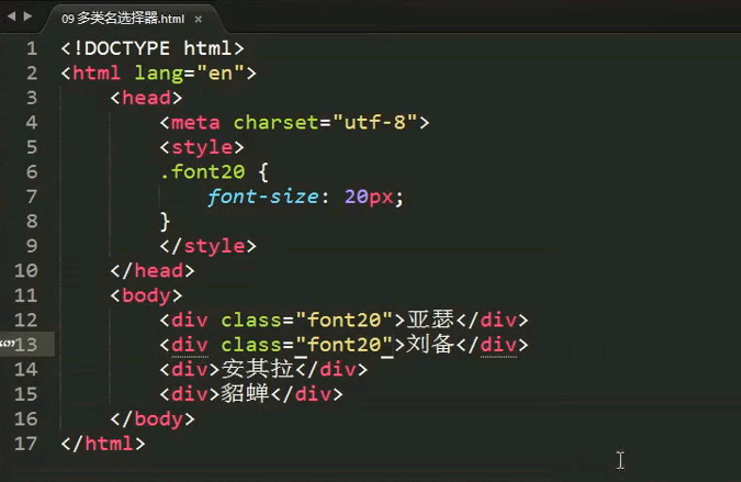 09 多类名选择器.html ×
1 <!DOCTYPE html>
2 <html lang="en">
3 <head>
4 <meta charset="utf-8">
5 <style>
6 .font20 {
7 font-size: 20px;
8 }
9 </style>
10 </head>
11 <body>
12 <div class="font20">亚瑟</div>
13 <div class="font20">刘备</div>
14 <div>安其拉</div>
15 <div>貂蝉</div>
16 </body>
17 </html>